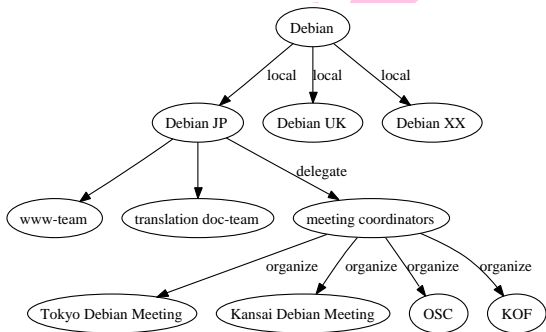 Debian
local local local
Debian JP Debian UK Debian XX
delegate
www-team translation doc-team meeting coordinators
organize organize organize organize
Tokyo Debian Meeting Kansai Debian Meeting OSC KOF